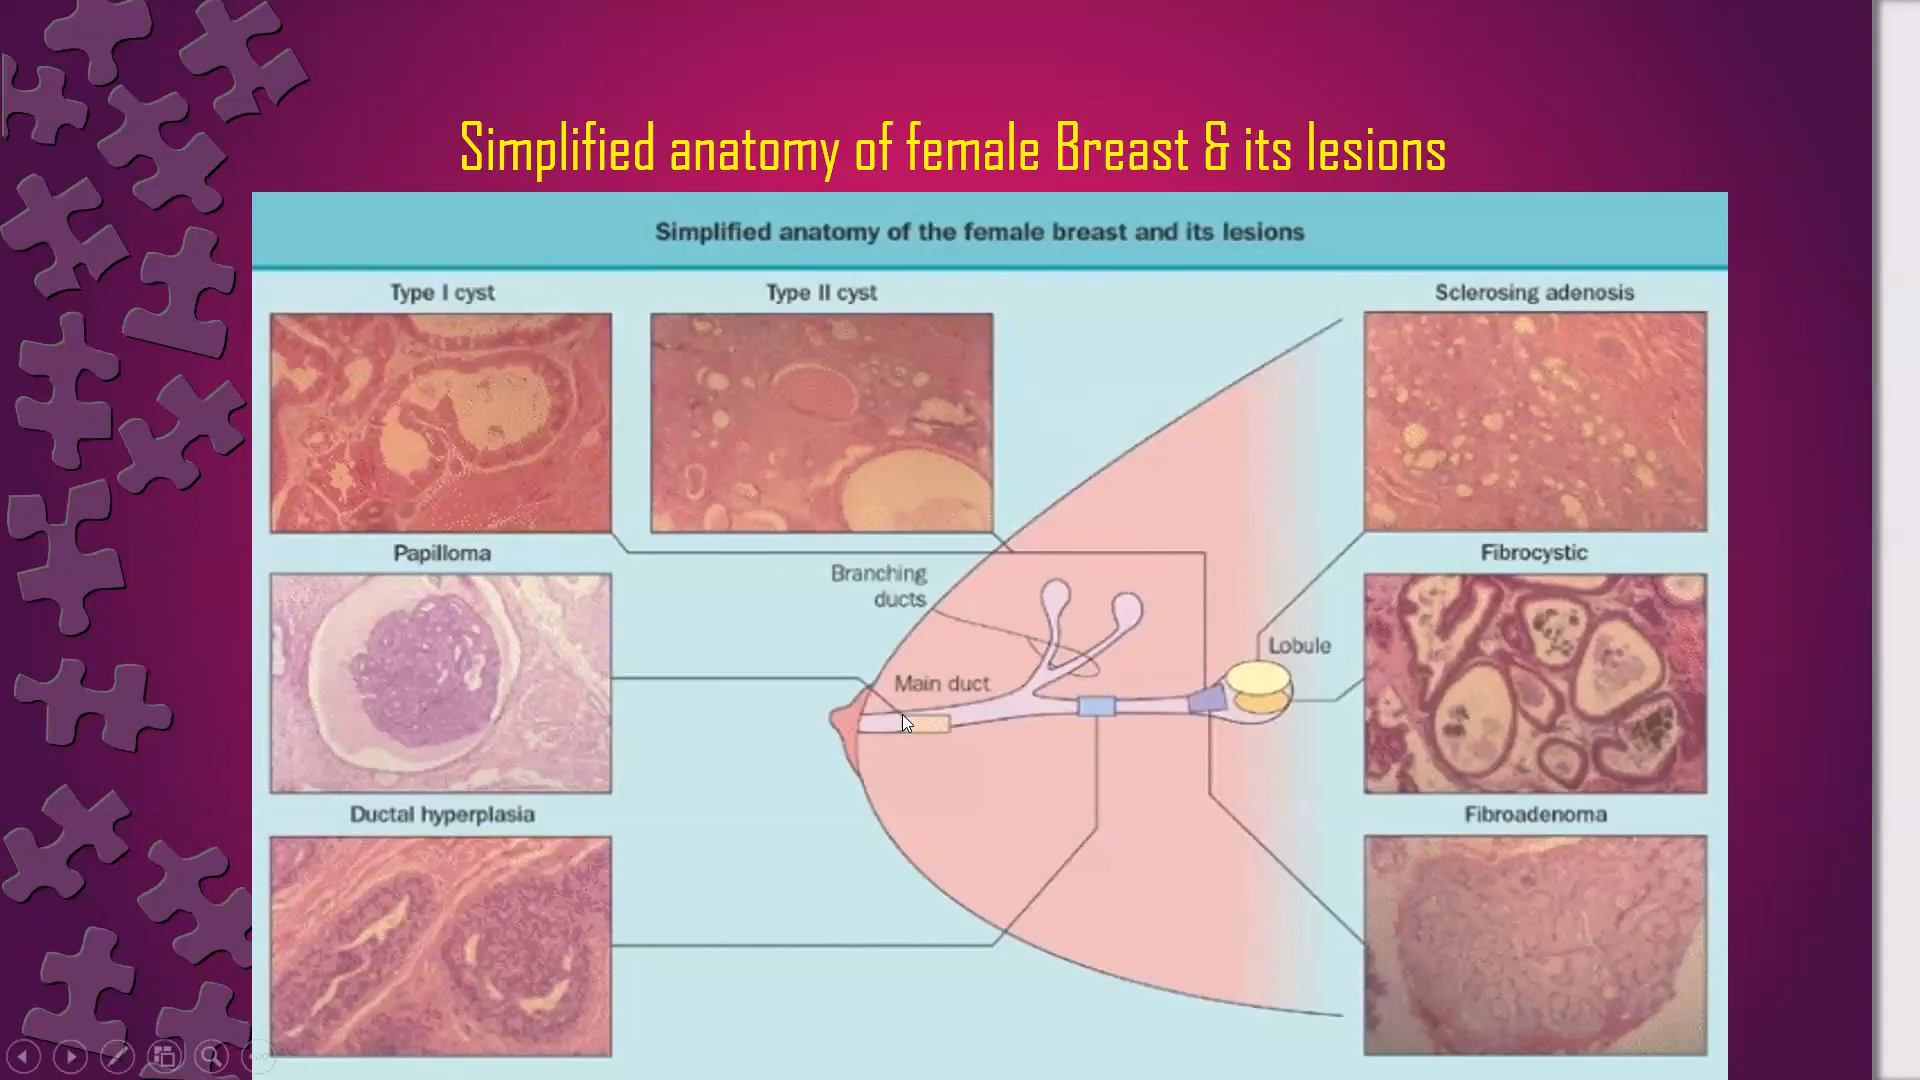 Simplified anatomy of female Breast & its lesions
Simplified anatomy of the female breast and its lesions
Type I cyst
Type II cyst
Sclerosing adenosis
Papilloma
Fibrocystic
Branching
ducts
Lobule
Main duct
Ductal hyperplasia
Fibroadenoma